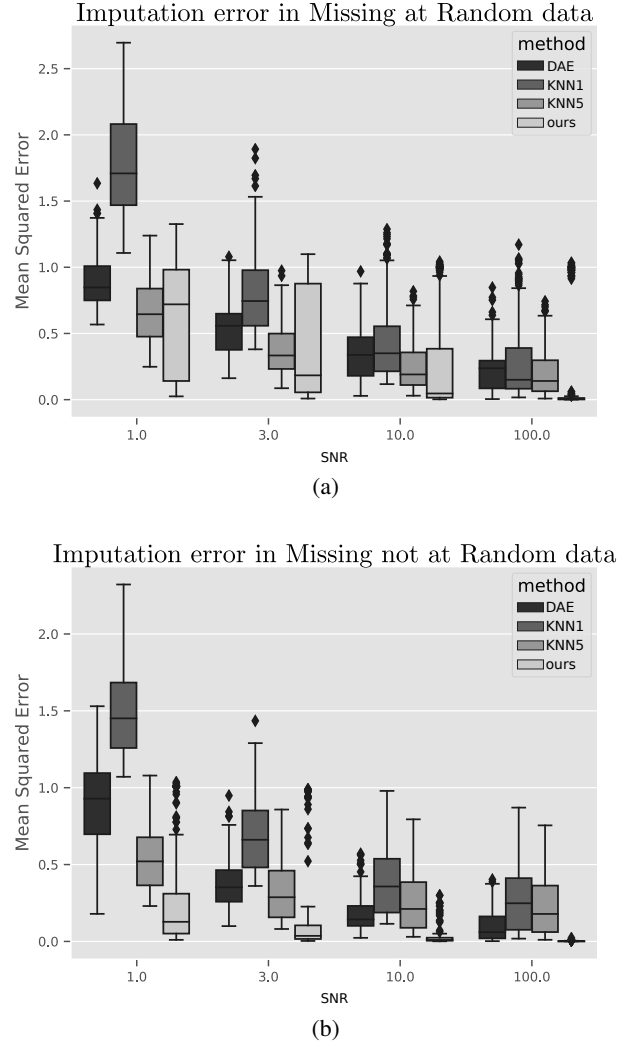 Imputation error in Missing at Random data
method
DAE
KNN1
KNN5
ours
Mean Squared Error
2.5
2.0
1.5
1.0
0.5
0.0
1.0 3.0 10.0 100.0
SNR
(a)
Imputation error in Missing not at Random data
method
DAE
KNN1
KNN5
ours
Mean Squared Error
2.0
1.5
1.0
0.5
0.0
1.0 3.0 10.0 100.0
SNR
(b)